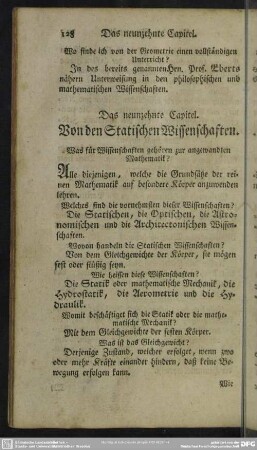 128 Das neunzehnte Capitel.
Wo finde ich von der Geometrie einen vollständigen
Unterricht?
In des bereits genannten Hrn. Prof. Eberts
nähern Unterweisung in den philosophischen und
mathematischen Wissenschaften.
Das neunzehnte Capitel.
Von den Statischen Wissenschaften.
Was für Wissenschaften gehören zur angewandten
Mathematik?
Alle diejenigen, welche die Grundsätze der rei-
nen Mathematik auf besondere Körper anzuwenden
lehren.
Welches sind die vornehmsten dieser Wissenschaften?
Die Statischen, die Optischen, die Astro-
nomischen und die Architectonischen Wissen-
schaften.
Wovon handeln die Statischen Wissenschaften?
Von dem Gleichgewichte der Körper, sie mögen
fest oder flüßig seyn.
Wie heissen diese Wissenschaften?
Die Statik oder mathematische Mechanik, die
Hydrostatik, die Aerometrie und die Hy-
draulik.
Womit beschäftiget sich die Statik oder die mathe-
matische Mechanik?
Mit dem Gleichgewichte der festen Körper.
Was ist das Gleichgewicht?
Derjenige Zustand, welcher erfolget, wenn zwo
oder mehr Kräfte einander hindern, daß keine Be-
wegung erfolgen kann.
Wie